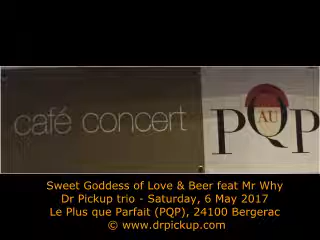 café concert
AU
PQP
Sweet Goddess of Love & Beer feat Mr Why
Dr Pickup trio - Saturday, 6 May 2017
Le Plus que Parfait (PQP), 24100 Bergerac
© www.drpickup.com